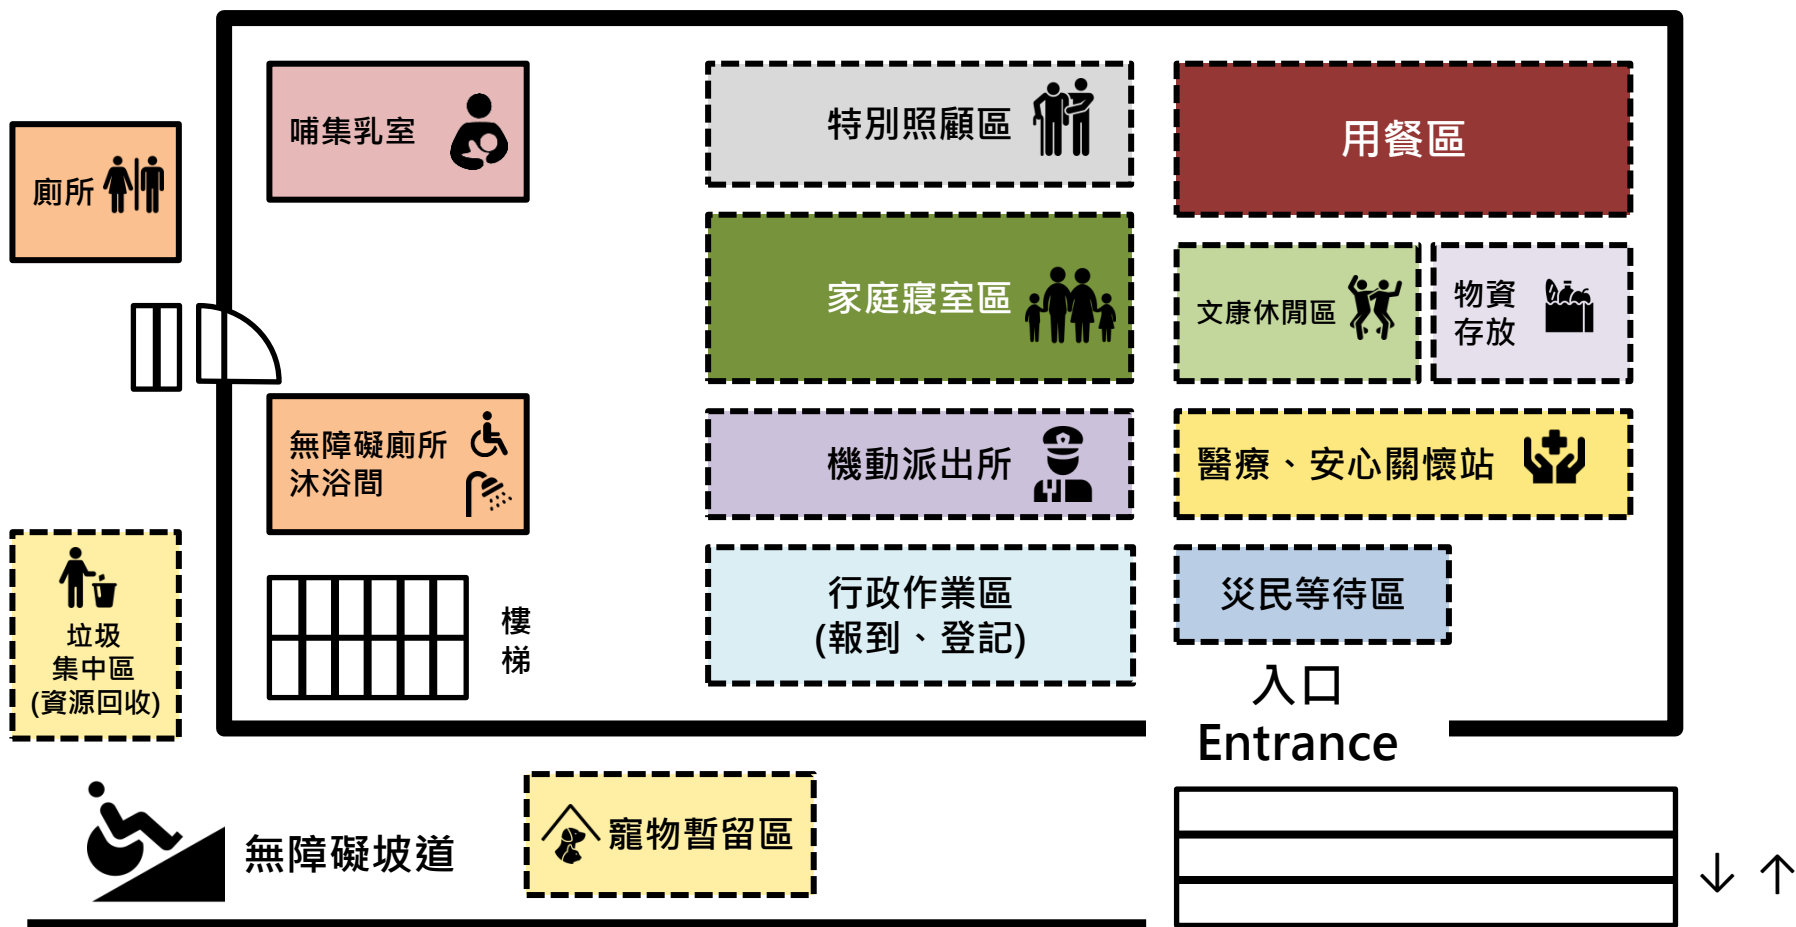 哺集乳室
特別照顧區
用餐區
廁所
家庭寢室區
文康休閒區
物資
存放
無障礙廁所
沐浴間
機動派出所
醫療、安心關懷站
垃圾
集中區
(資源回收)
樓
梯
行政作業區
(報到、登記)
災民等待區
入口
Entrance
無障礙坡道
寵物暫留區
↓ ↑